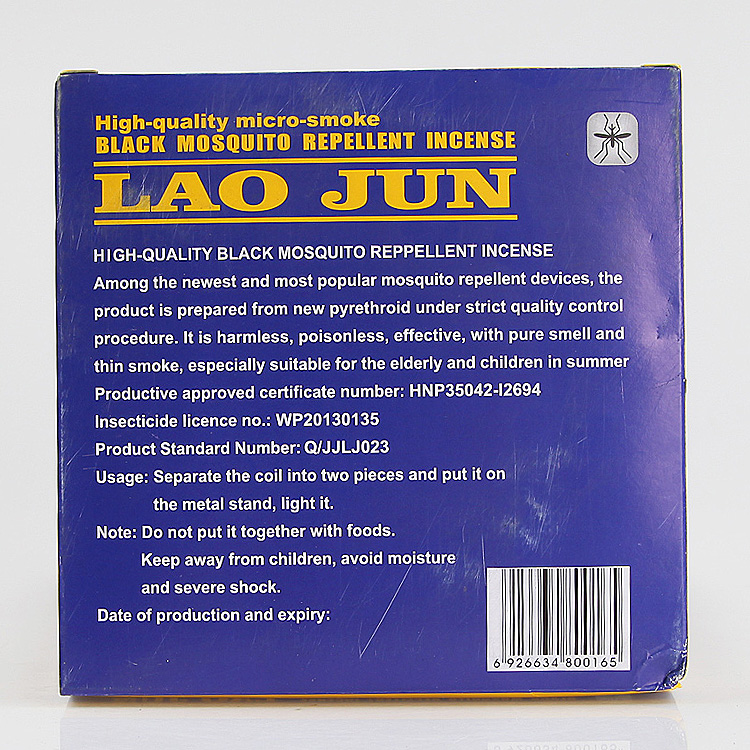 High-quality micro-smoke
BLACK MOSQUITO REPELLENT INCENSE
LAO JUN
HIGH-QUALITY BLACK MOSQUITO REPPELLENT INCENSE
Among the newest and most popular mosquito repellent devices, the
product is prepared from new pyrethroid under strict quality control
procedure. It is harmless, poisonless, effective, with pure smell and
thin smoke, especially suitable for the elderly and children in summer
Productive approved certificate number: HNP35042-I2694
Insecticide licence no.: WP20130135
Product Standard Number: Q/JJLJ023
Usage: Separate the coil into two pieces and put it on
the metal stand, light it.
Note: Do not put it together with foods.
Keep away from children, avoid moisture
and severe shock.
Date of production and expiry:
6 926634 800165